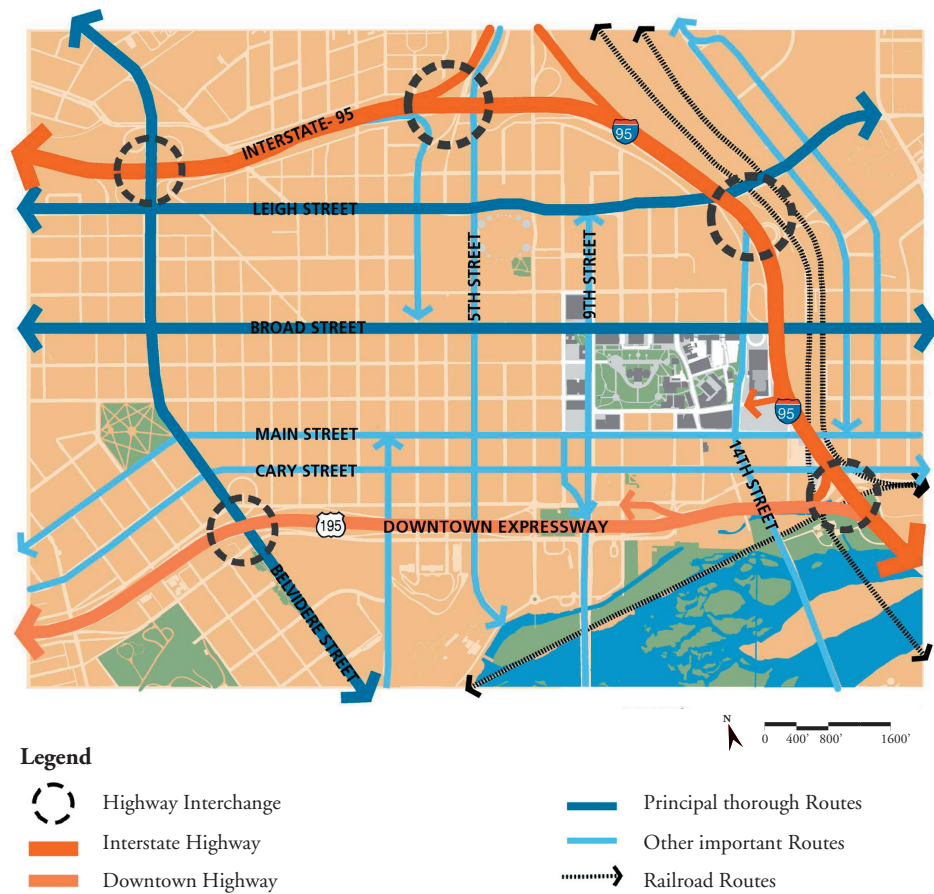 INTERSTATE- 95
95
LEIGH STREET
5TH STREET
9TH STREET
BROAD STREET
95
MAIN STREET
CARY STREET
14TH STREET
195
DOWNTOWN EXPRESSWAY
BELVIDERE STREET
N
0 400' 800' 1600'
Legend
Highway Interchange
Interstate Highway
Downtown Highway
Principal thorough Routes
Other important Routes
Railroad Routes